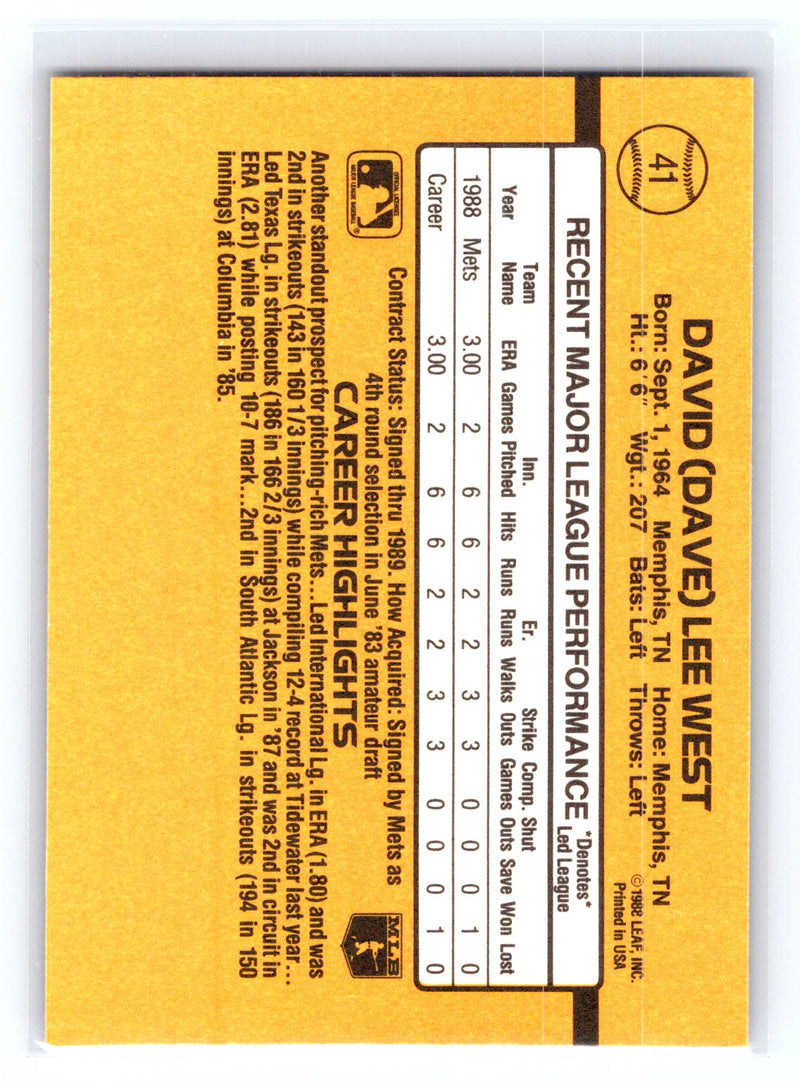 41
DAVID (DAVE) LEE WEST
Born: Sept. 1, 1964 Memphis, TN Home: Memphis, TN
Ht.: 6'6" Wgt.: 207 Bats: Left Throws: Left
©1988 LEAF, INC.
Printed in USA
RECENT MAJOR LEAGUE PERFORMANCE
*Denotes*
Led League
Team Inn. Er. Strike Comp. Shut
Year Name ERA Games Pitched Hits Runs Runs Walks Outs Games Outs Save Won Lost
1988 Mets 3.00 2 6 6 2 2 3 3 0 0 0 1 0
Career 3.00 2 6 6 2 2 3 3 0 0 0 1 0
OFFICIAL LICENSEE
MAJOR LEAGUE BASEBALL ®
Contract Status: Signed thru 1989. How Acquired: Signed by Mets as
4th round selection in June '83 amateur draft
MLB
CAREER HIGHLIGHTS
Another standout prospect for pitching-rich Mets...Led International Lg. in ERA (1.80) and was
2nd in strikeouts (143 in 160 1/3 innings) while compiling 12-4 record at Tidewater last year...
Led Texas Lg. in strikeouts (186 in 166 2/3 innings) at Jackson in '87 and was 2nd in circuit in
ERA (2.81) while posting 10-7 mark...2nd in South Atlantic Lg. in strikeouts (194 in 150
innings) at Columbia in '85.